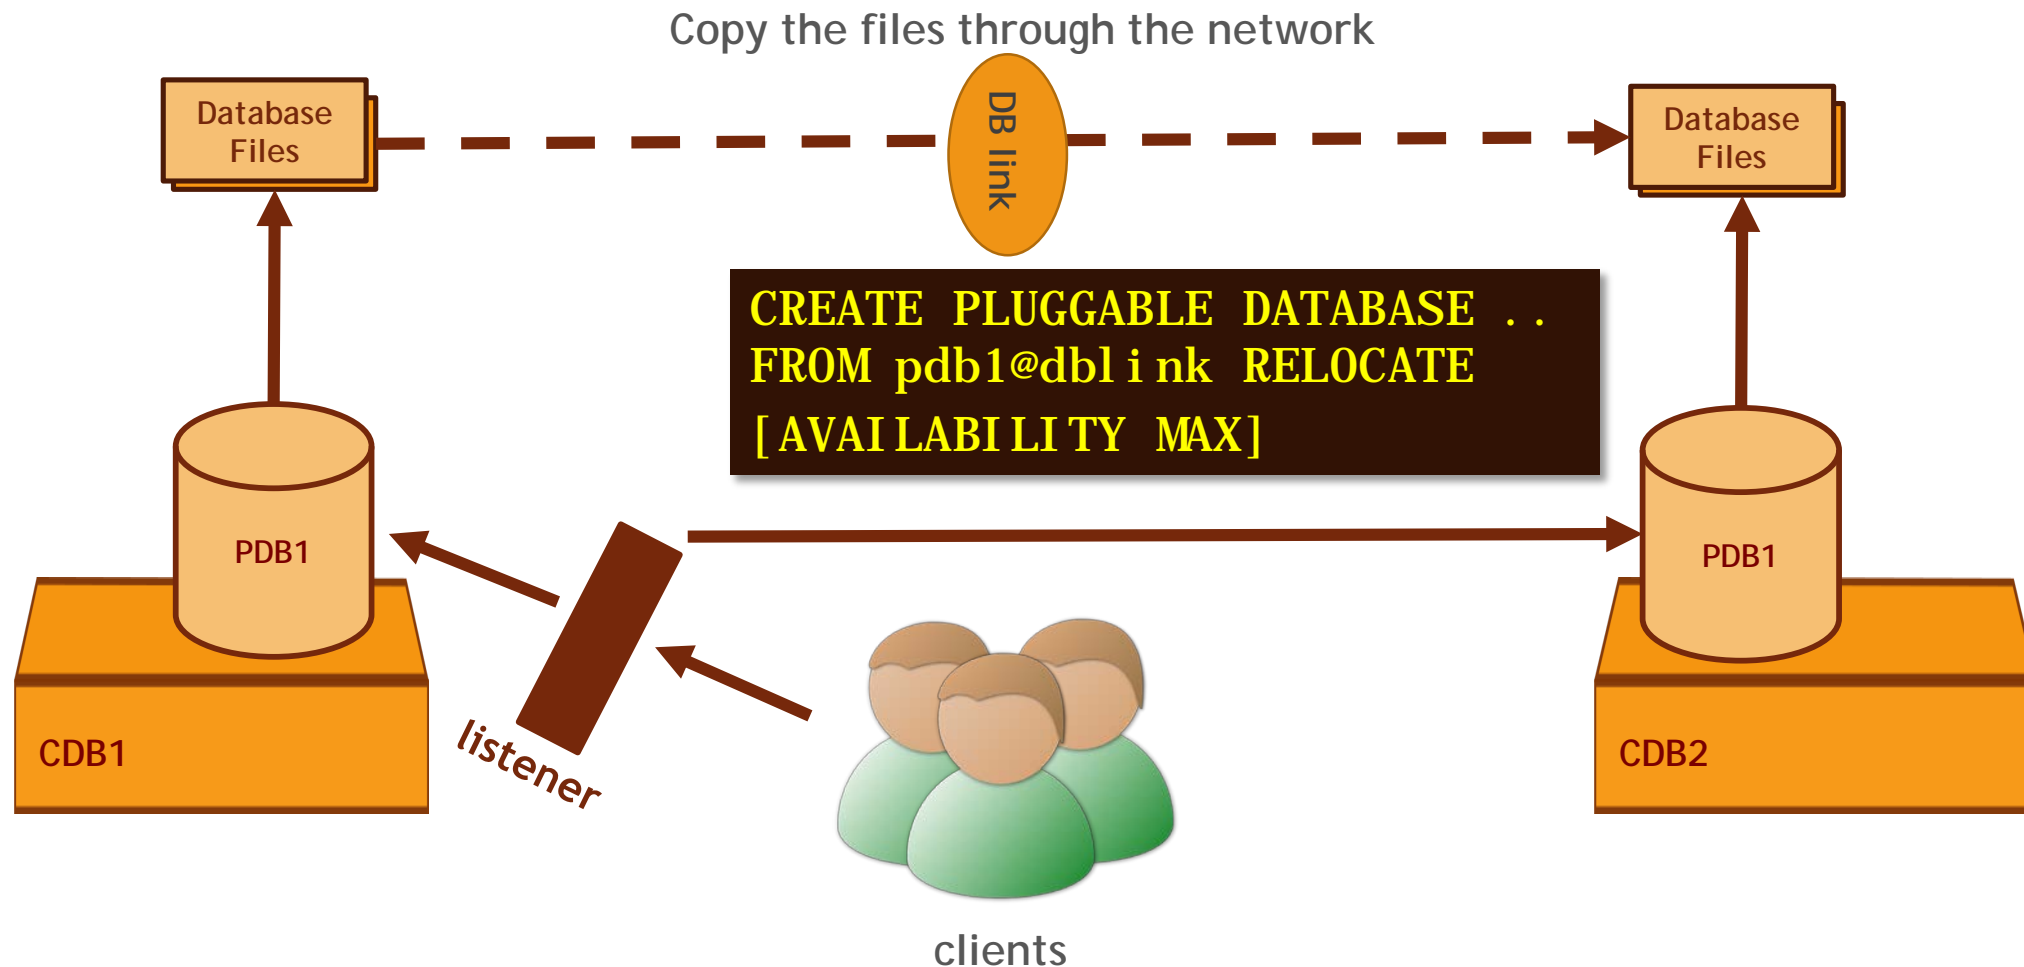 Copy the files through the network
Database
Files
DB link
Database
Files
CREATE PLUGGABLE DATABASE ..
FROM pdb1@dblink RELOCATE
[AVAILABILITY MAX]
PDB1
PDB1
CDB1
listener
CDB2
clients